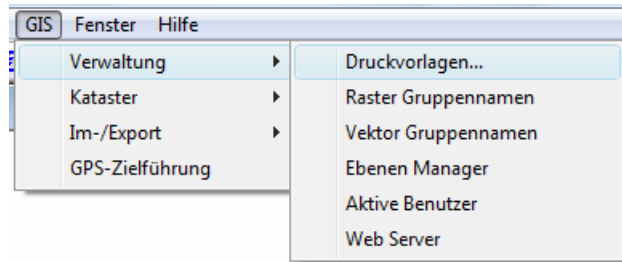 GIS Fenster Hilfe
Verwaltung
Kataster
Im-/Export
GPS-Zielführung
Druckvorlagen...
Raster Gruppennamen
Vektor Gruppennamen
Ebenen Manager
Aktive Benutzer
Web Server